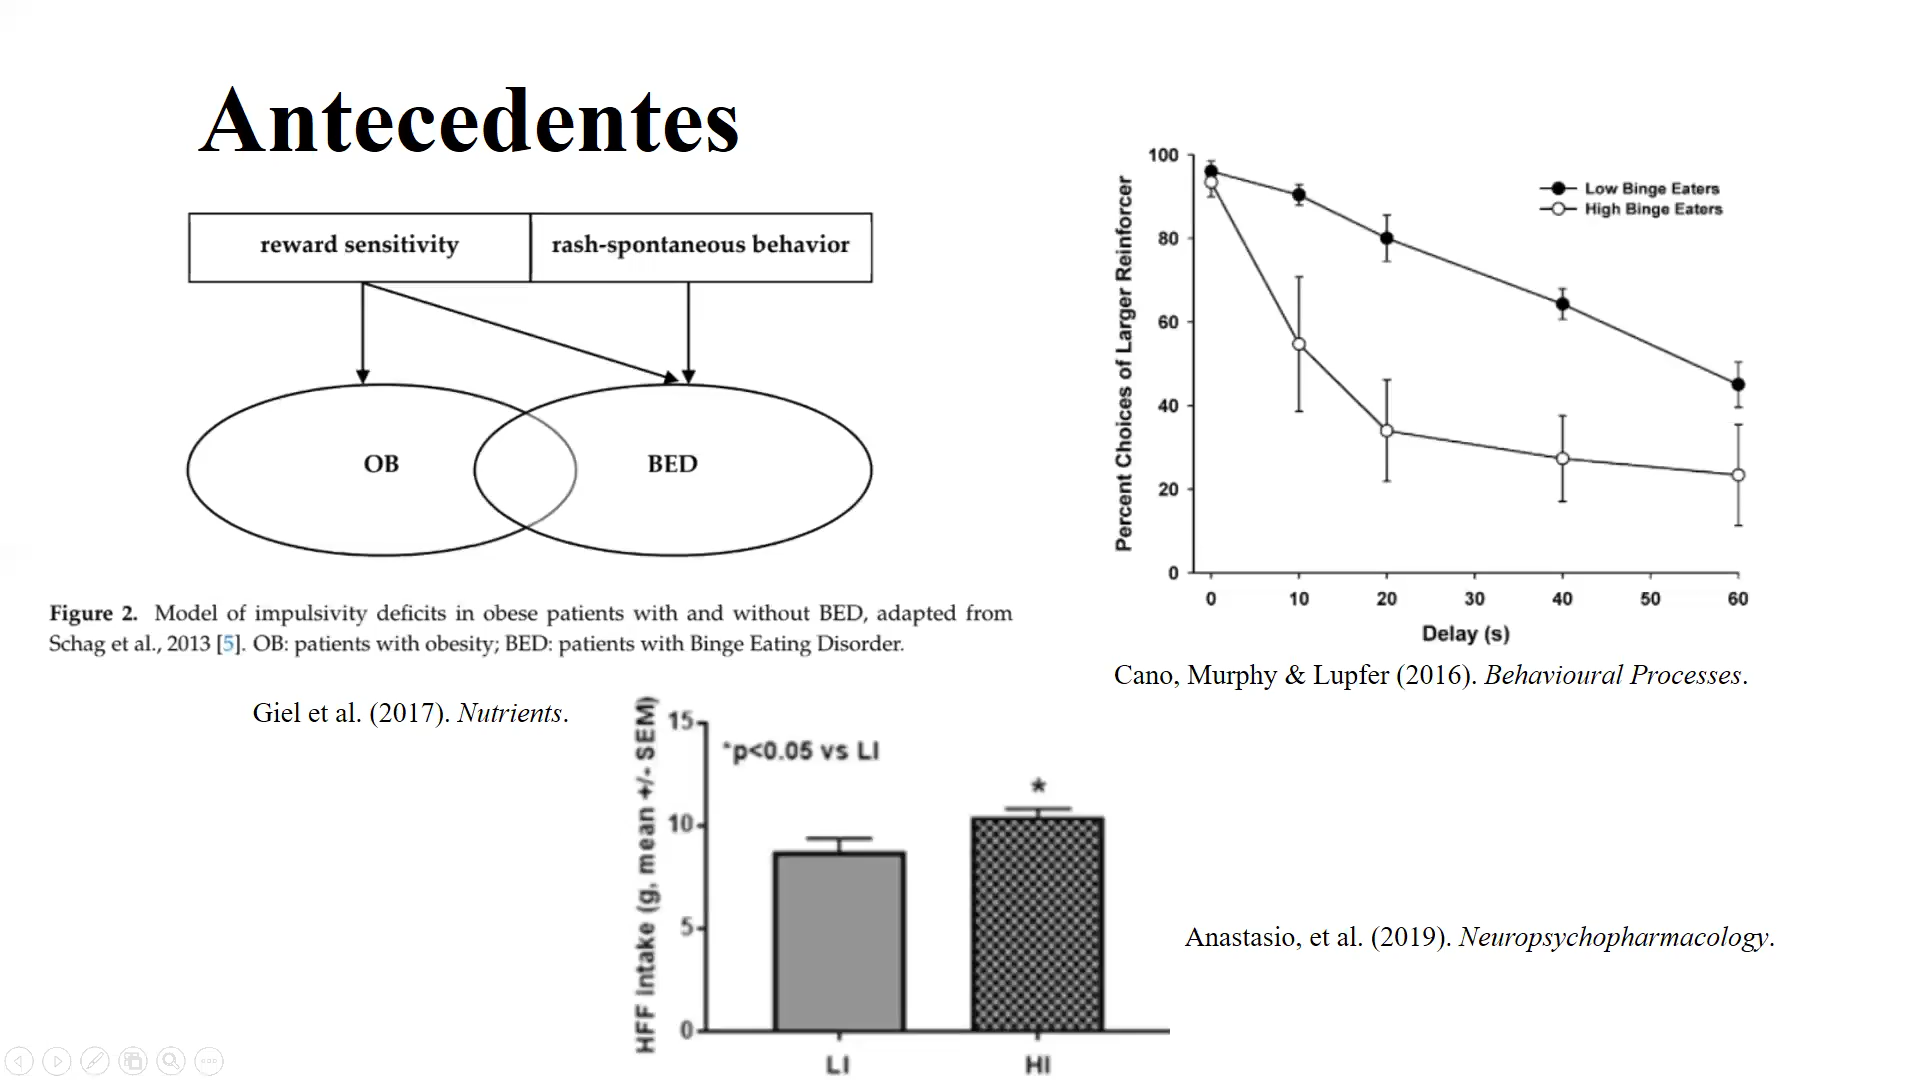 Antecedentes
reward sensitivity
rash-spontaneous behavior
OB
BED
Figure 2. Model of impulsivity deficits in obese patients with and without BED, adapted from
Schag et al., 2013 [5]. OB: patients with obesity; BED: patients with Binge Eating Disorder.
Giel et al. (2017). Nutrients.
Percent Choices of Larger Reinforcer
100
80
60
40
20
0
Low Binge Eaters
High Binge Eaters
0 10 20 30 40 50 60
Delay (s)
Cano, Murphy & Lupfer (2016). Behavioural Processes.
HFF intake (g, mean +/- SEM)
15
10
5
0
*p<0.05 vs LI
*
LI HI
Anastasio, et al. (2019). Neuropsychopharmacology.